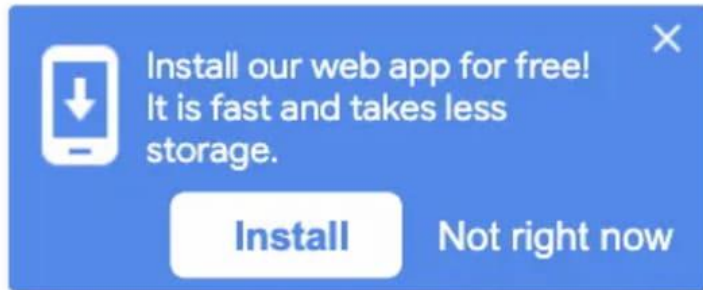 Install our web app for free!
It is fast and takes less
storage.
Install
Not right now